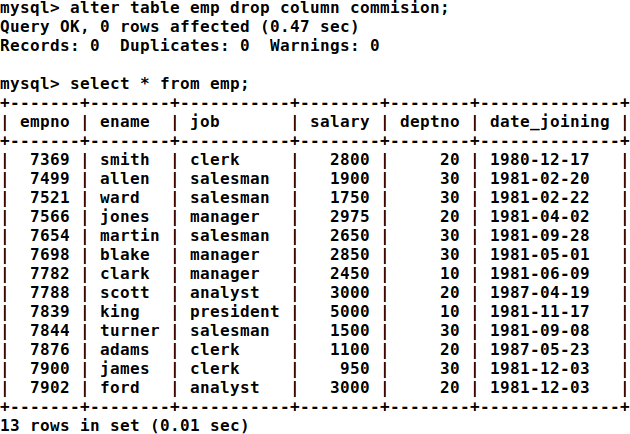 mysql> alter table emp drop column commision;
Query OK, 0 rows affected (0.47 sec)
Records: 0  Duplicates: 0  Warnings: 0

mysql> select * from emp;
+-------+--------+-----------+--------+--------+--------------+
| empno | ename  | job       | salary | deptno | date_joining |
+-------+--------+-----------+--------+--------+--------------+
|  7369 | smith  | clerk     |   2800 |     20 | 1980-12-17   |
|  7499 | allen  | salesman  |   1900 |     30 | 1981-02-20   |
|  7521 | ward   | salesman  |   1750 |     30 | 1981-02-22   |
|  7566 | jones  | manager   |   2975 |     20 | 1981-04-02   |
|  7654 | martin | salesman  |   2650 |     30 | 1981-09-28   |
|  7698 | blake  | manager   |   2850 |     30 | 1981-05-01   |
|  7782 | clark  | manager   |   2450 |     10 | 1981-06-09   |
|  7788 | scott  | analyst   |   3000 |     20 | 1987-04-19   |
|  7839 | king   | president |   5000 |     10 | 1981-11-17   |
|  7844 | turner | salesman  |   1500 |     30 | 1981-09-08   |
|  7876 | adams  | clerk     |   1100 |     20 | 1987-05-23   |
|  7900 | james  | clerk     |    950 |     30 | 1981-12-03   |
|  7902 | ford   | analyst   |   3000 |     20 | 1981-12-03   |
+-------+--------+-----------+--------+--------+--------------+
13 rows in set (0.01 sec)